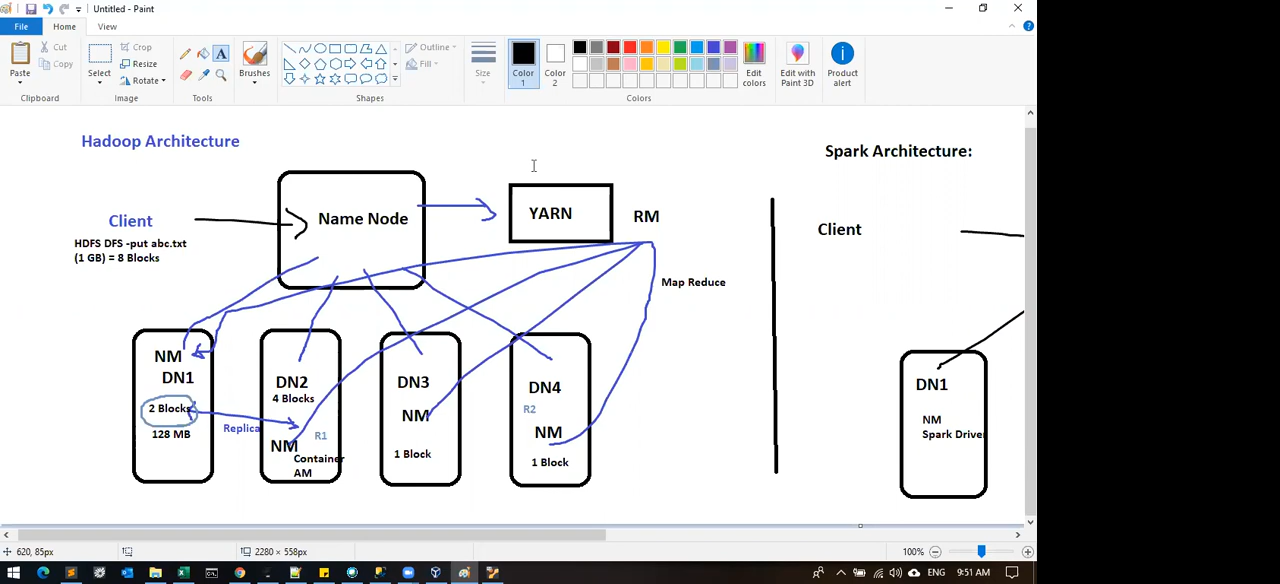 Untitled - Paint
File
Home
View
Paste
Cut
Copy
Clipboard
Select
Crop
Resize
Rotate
Image
Tools
Brushes
Shapes
Outline
Fill
Size
Color
1
Color
2
Colors
Edit
colors
Edit with
Paint 3D
Product
alert
Hadoop Architecture
Spark Architecture:
Client
HDFS DFS -put abc.txt
(1 GB) = 8 Blocks
Name Node
YARN
RM
Map Reduce
Client
NM
DN1
2 Blocks
128 MB
Replica
DN2
4 Blocks
R1
NM
Container
AM
DN3
NM
1 Block
DN4
R2
NM
1 Block
DN1
NM
Spark Driver
620, 85px
2280 × 558px
100%
ENG
9:51 AM